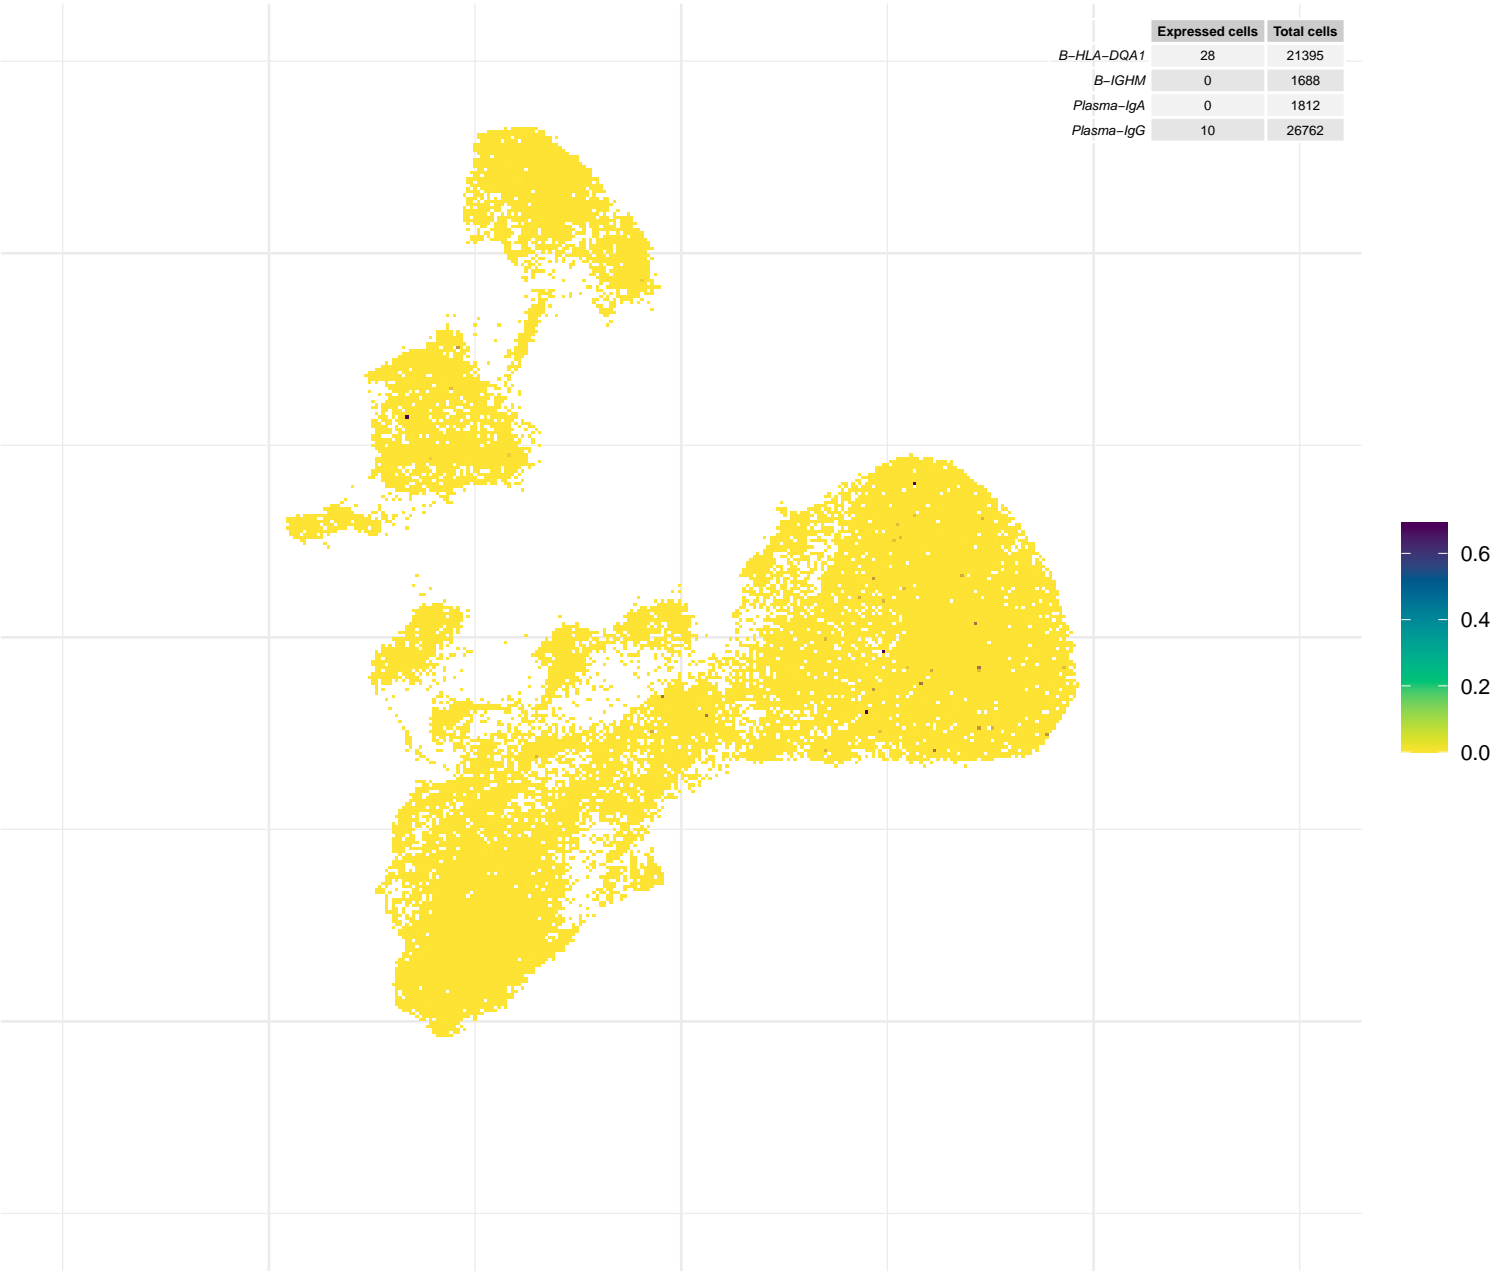 Expressed cells Total cells
B−HLA−DQA1 28 21395
B−IGHM 0 1688
Plasma−IgA 0 1812
Plasma−IgG 10 26762
0.6
0.4
0.2
0.0